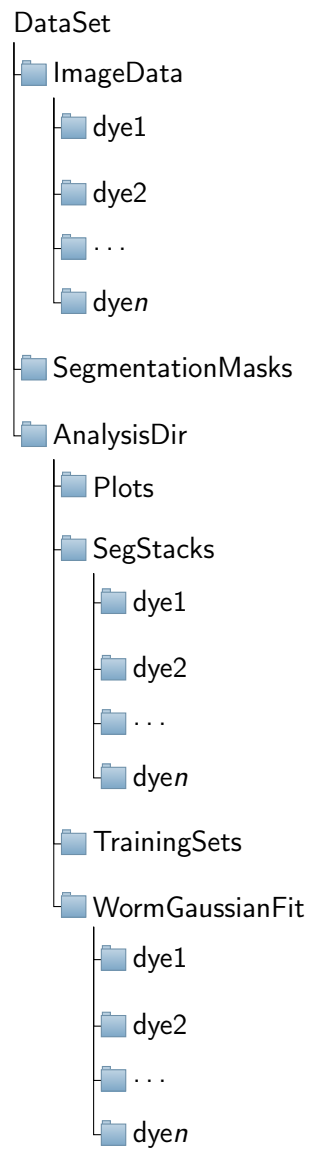 DataSet
ImageData
dye1
dye2
...
dyen
SegmentationMasks
AnalysisDir
Plots
SegStacks
dye1
dye2
...
dyen
TrainingSets
WormGaussianFit
dye1
dye2
...
dyen